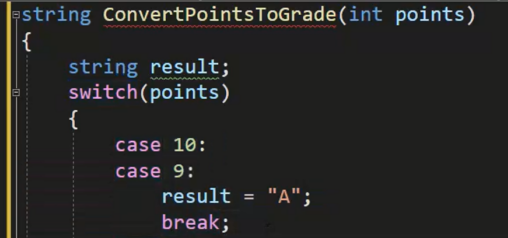 string ConvertPointsToGrade(int points)
{
    string result;
    switch(points)
    {
        case 10:
        case 9:
            result = "A";
            break;